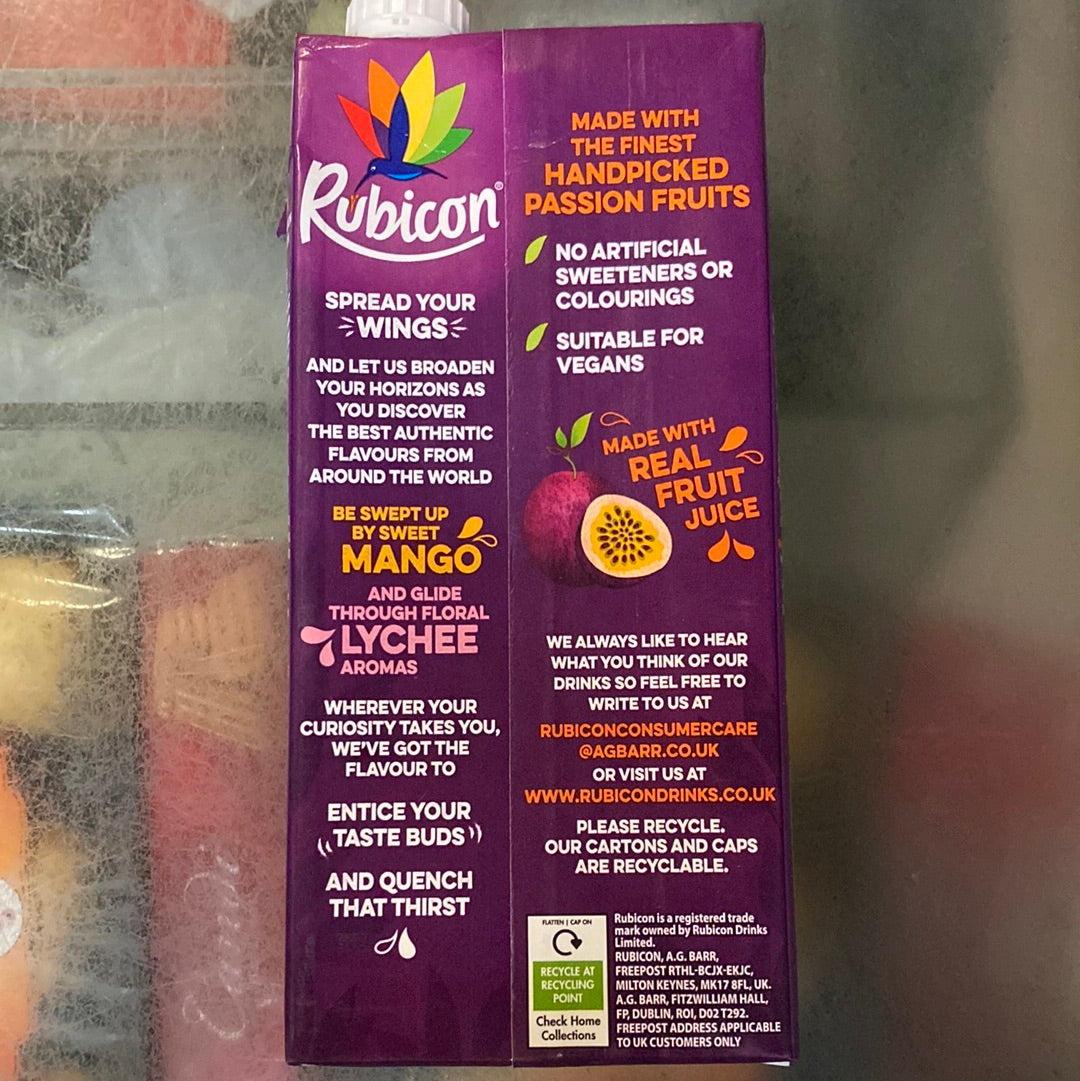 Rubicon®
SPREAD YOUR
WINGS
AND LET US BROADEN
YOUR HORIZONS AS
YOU DISCOVER
THE BEST AUTHENTIC
FLAVOURS FROM
AROUND THE WORLD
BE SWEPT UP
BY SWEET
MANGO
AND GLIDE
THROUGH FLORAL
LYCHEE
AROMAS
WHEREVER YOUR
CURIOSITY TAKES YOU,
WE'VE GOT THE
FLAVOUR TO
ENTICE YOUR
TASTE BUDS
AND QUENCH
THAT THIRST
MADE WITH
THE FINEST
HANDPICKED
PASSION FRUITS
NO ARTIFICIAL
SWEETENERS OR
COLOURINGS
SUITABLE FOR
VEGANS
MADE WITH
REAL
FRUIT
JUICE
WE ALWAYS LIKE TO HEAR
WHAT YOU THINK OF OUR
DRINKS SO FEEL FREE TO
WRITE TO US AT
RUBICONCONSUMERCARE
@AGBARR.CO.UK
OR VISIT US AT
WWW.RUBICONDRINKS.CO.UK
PLEASE RECYCLE.
OUR CARTONS AND CAPS
ARE RECYCLABLE.
FLATTEN | CAP ON
RECYCLE AT
RECYCLING
POINT
Check Home
Collections
Rubicon is a registered trade
mark owned by Rubicon Drinks
Limited.
RUBICON, A.G. BARR,
FREEPOST RTHL-BCJX-EKJC,
MILTON KEYNES, MK17 8FL, UK.
A.G. BARR, FITZWILLIAM HALL,
FP, DUBLIN, ROI, D02 T292.
FREEPOST ADDRESS APPLICABLE
TO UK CUSTOMERS ONLY